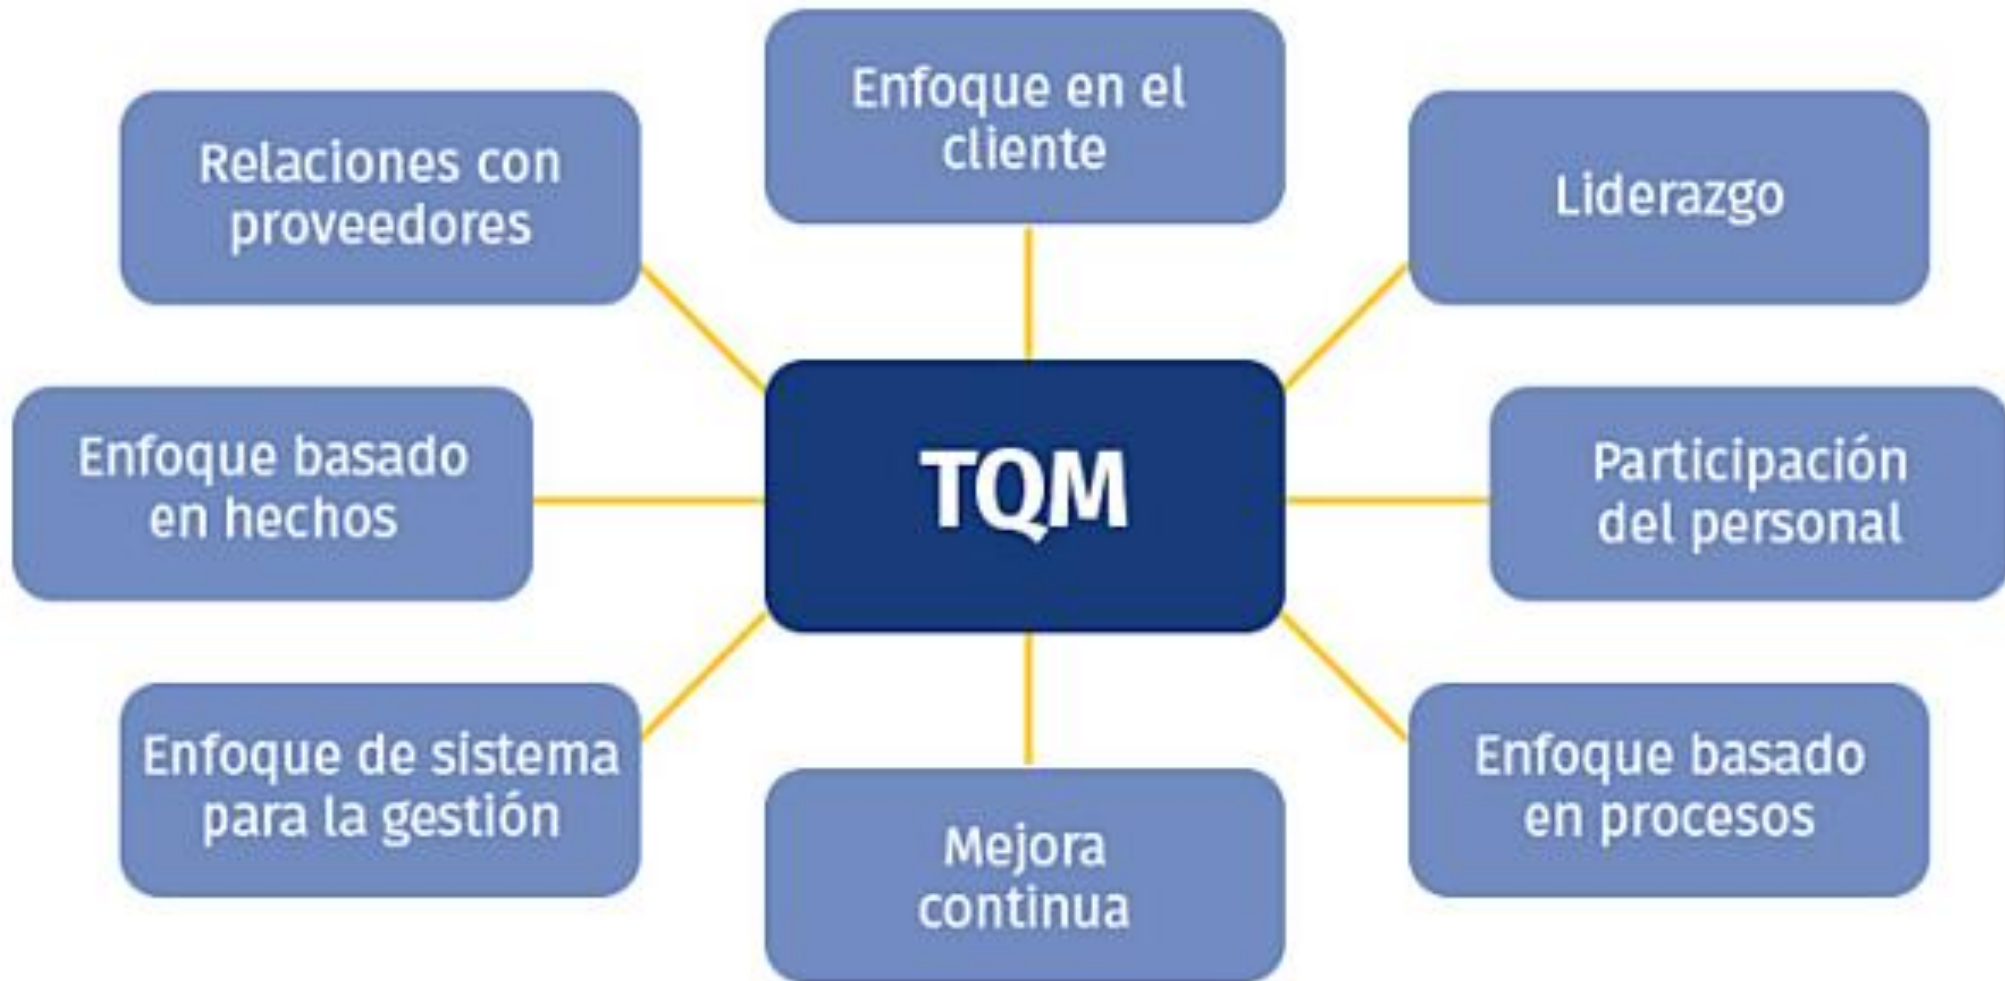 Enfoque en el
cliente
Relaciones con
proveedores
Liderazgo
Enfoque basado
en hechos
TQM
Participación
del personal
Enfoque de sistema
para la gestión
Mejora
continua
Enfoque basado
en procesos